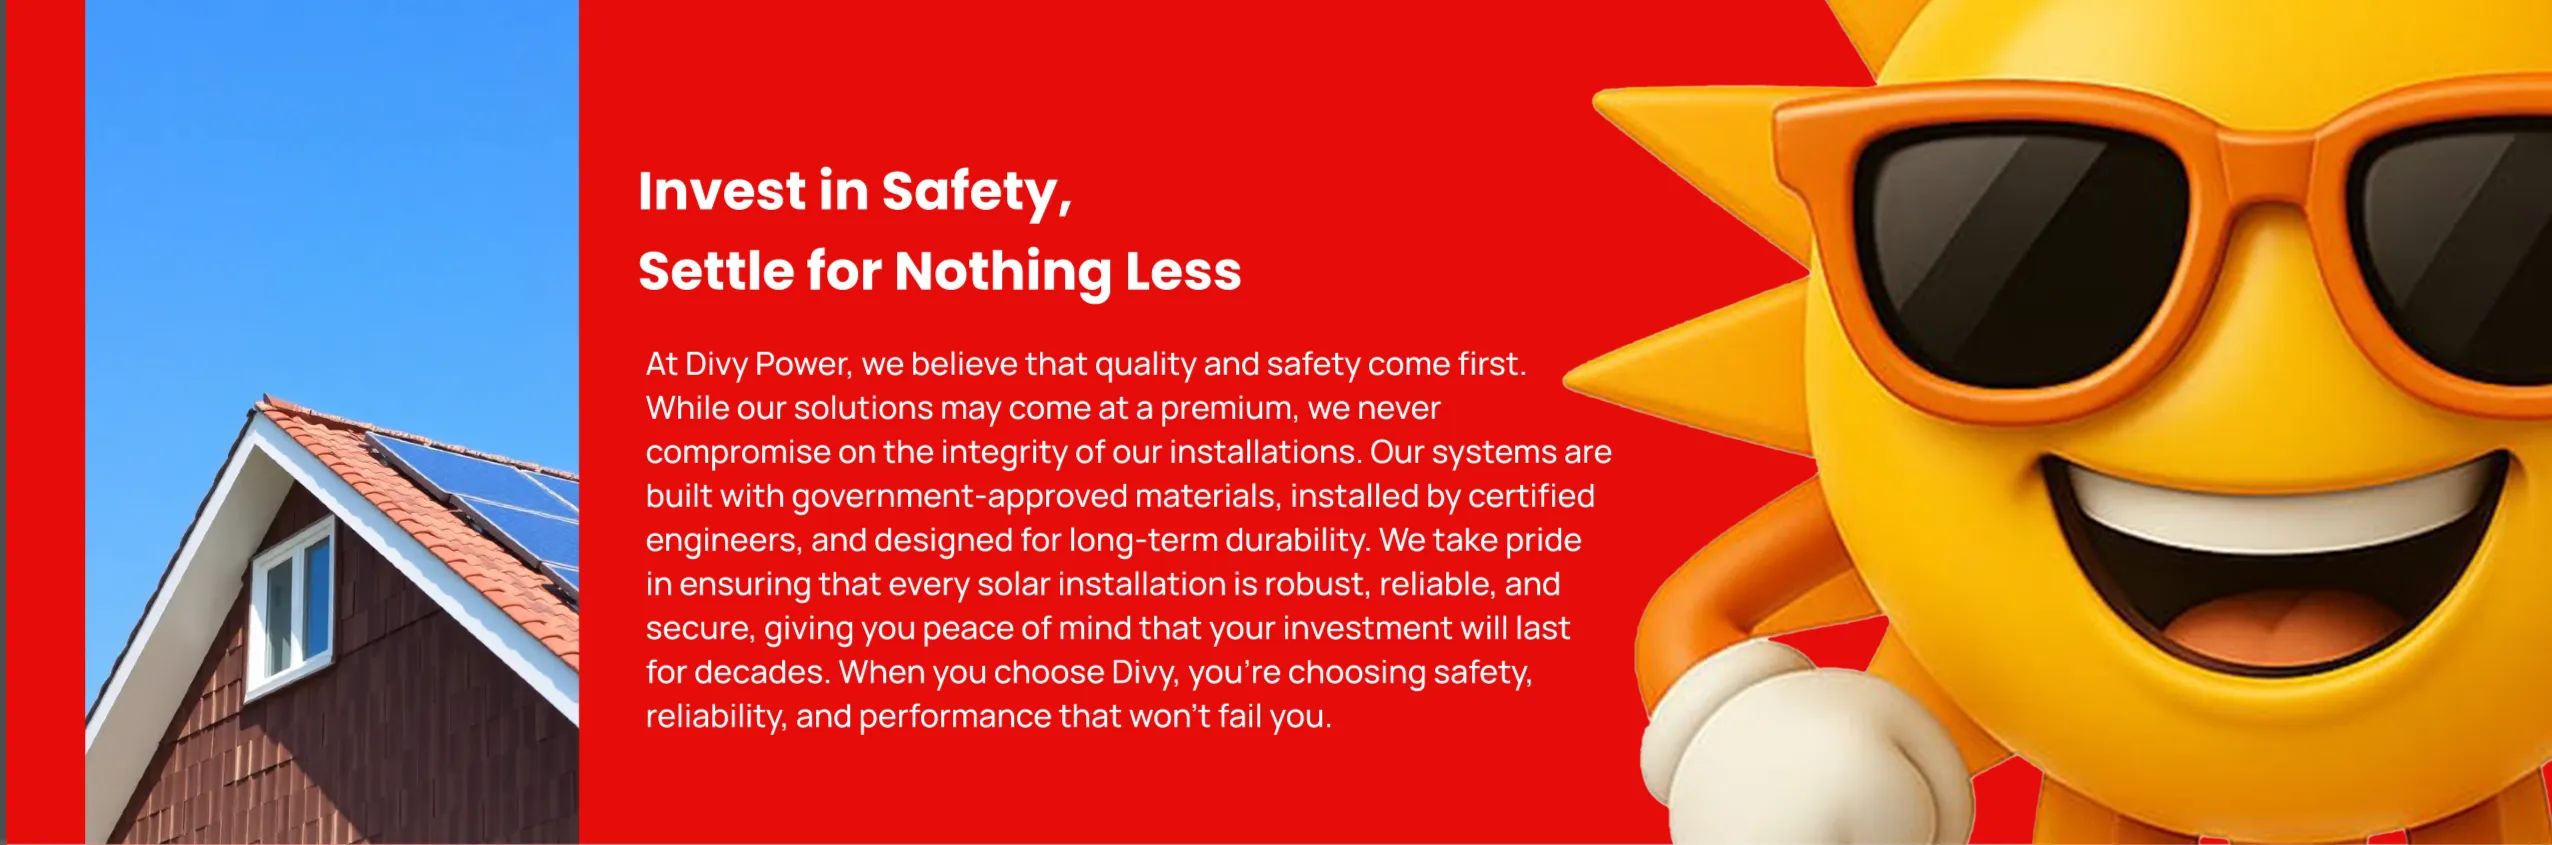 Invest in Safety,
Settle for Nothing Less
At Divy Power, we believe that quality and safety come first.
While our solutions may come at a premium, we never
compromise on the integrity of our installations. Our systems are
built with government-approved materials, installed by certified
engineers, and designed for long-term durability. We take pride
in ensuring that every solar installation is robust, reliable, and
secure, giving you peace of mind that your investment will last
for decades. When you choose Divy, you’re choosing safety,
reliability, and performance that won’t fail you.